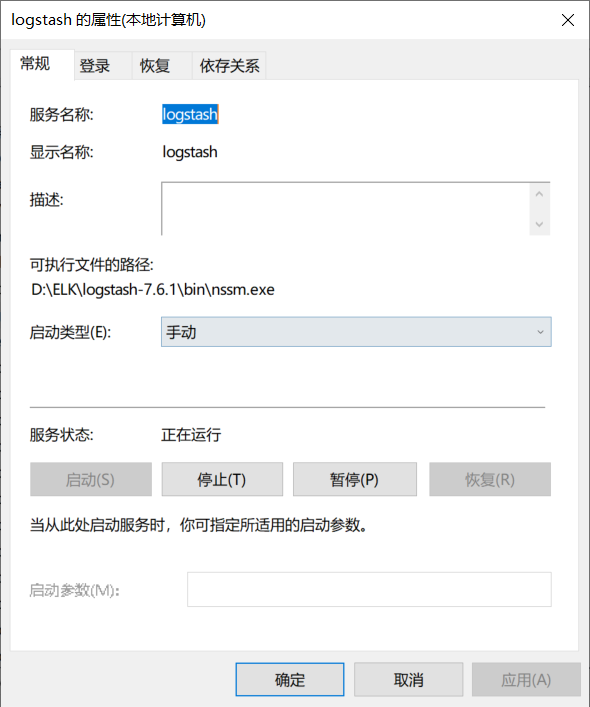 logstash 的属性(本地计算机)
常规 登录 恢复 依存关系
服务名称: logstash
显示名称: logstash
描述:
可执行文件的路径:
D:\ELK\logstash-7.6.1\bin\nssm.exe
启动类型(E): 手动
服务状态: 正在运行
启动(S) 停止(T) 暂停(P) 恢复(R)
当从此处启动服务时，你可指定所适用的启动参数。
启动参数(M):
确定 取消 应用(A)